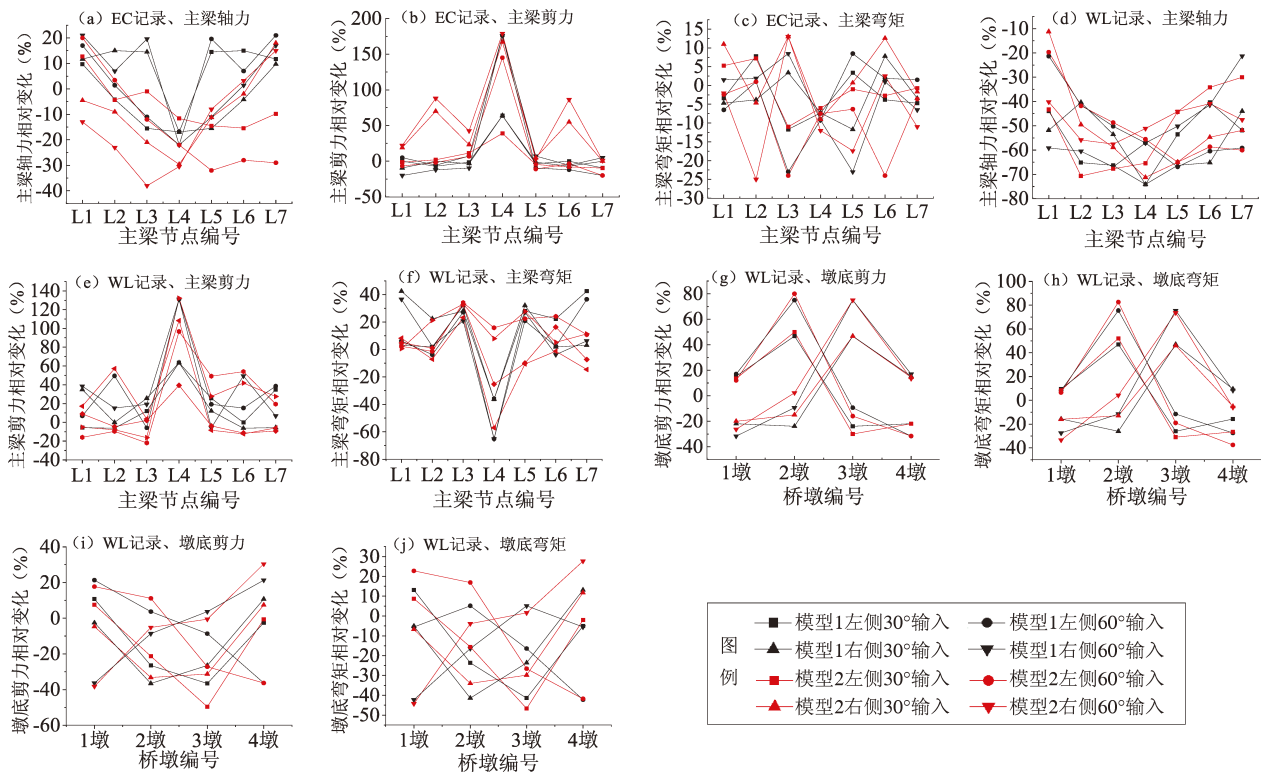 (a) EC记录、主梁轴力
主梁轴力相对变化（%）
20
10
0
-10
-20
-30
-40
L1 L2 L3 L4 L5 L6 L7
主梁节点编号
(b) EC记录、主梁剪力
主梁剪力相对变化（%）
200
150
100
50
0
-50
L1 L2 L3 L4 L5 L6 L7
主梁节点编号
(c) EC记录、主梁弯矩
主梁弯矩相对变化（%）
15
10
5
0
-5
-10
-15
-20
-25
-30
L1 L2 L3 L4 L5 L6 L7
主梁节点编号
(d) WL记录、主梁轴力
主梁轴力相对变化（%）
-10
-20
-30
-40
-50
-60
-70
-80
L1 L2 L3 L4 L5 L6 L7
主梁节点编号
(e) WL记录、主梁剪力
主梁剪力相对变化（%）
140
120
100
80
60
40
20
0
-20
-40
L1 L2 L3 L4 L5 L6 L7
主梁节点编号
(f) WL记录、主梁弯矩
主梁弯矩相对变化（%）
40
20
0
-20
-40
-60
-80
L1 L2 L3 L4 L5 L6 L7
主梁节点编号
(g) WL记录、墩底剪力
墩底剪力相对变化（%）
80
60
40
20
0
-20
-40
1墩 2墩 3墩 4墩
桥墩编号
(h) WL记录、墩底弯矩
墩底弯矩相对变化（%）
100
80
60
40
20
0
-20
-40
1墩 2墩 3墩 4墩
桥墩编号
(i) WL记录、墩底剪力
墩底剪力相对变化（%）
40
20
0
-20
-40
-60
1墩 2墩 3墩 4墩
桥墩编号
(j) WL记录、墩底弯矩
墩底弯矩相对变化（%）
30
20
10
0
-10
-20
-30
-40
-50
1墩 2墩 3墩 4墩
桥墩编号
图例
模型1左侧30°输入 模型1左侧60°输入
模型1右侧30°输入 模型1右侧60°输入
模型2左侧30°输入 模型2左侧60°输入
模型2右侧30°输入 模型2右侧60°输入